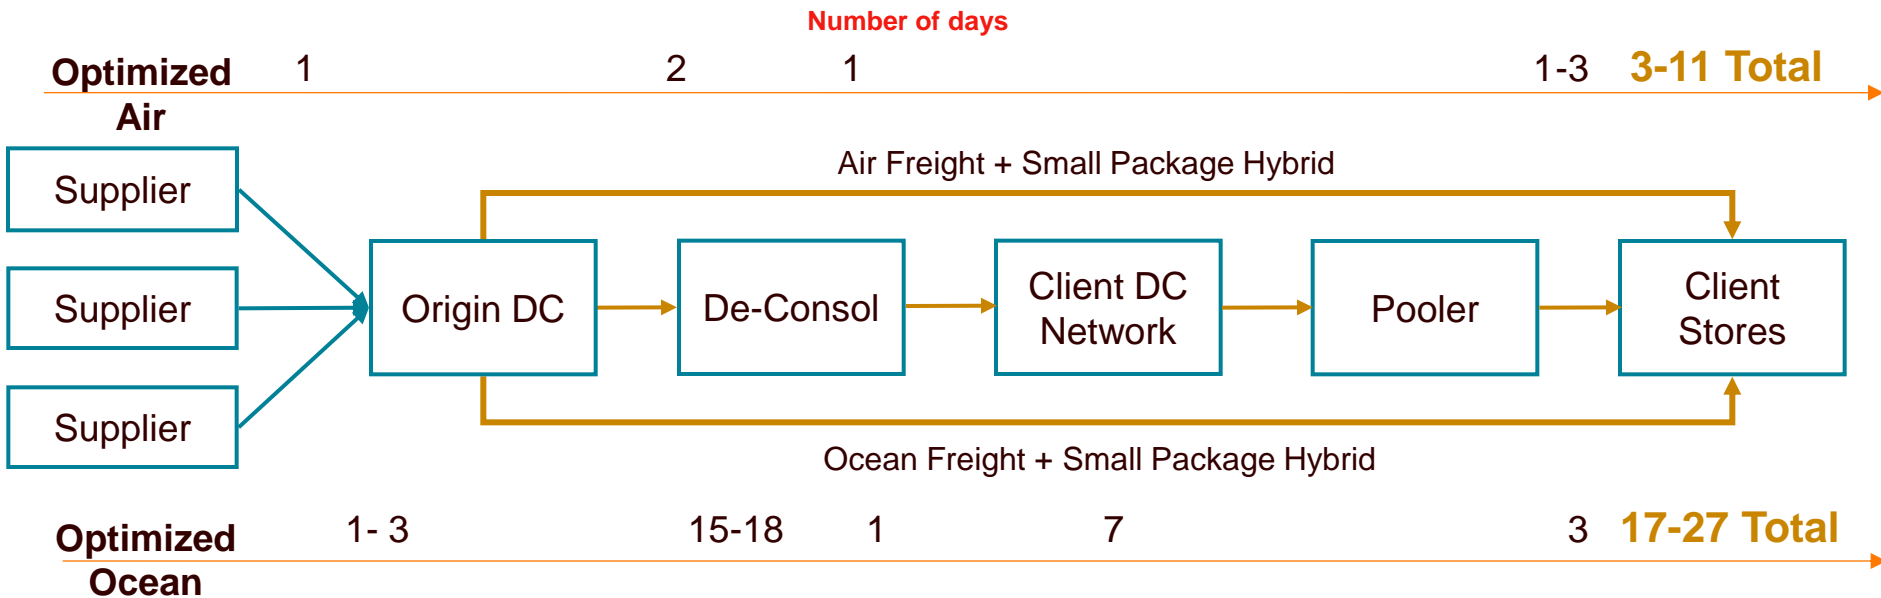 Number of days
Optimized
Air
1
2
1
1-3
3-11 Total
Air Freight + Small Package Hybrid
Supplier
Supplier
Supplier
Origin DC
De-Consol
Client DC
Network
Pooler
Client
Stores
Ocean Freight + Small Package Hybrid
Optimized
Ocean
1- 3
15-18
1
7
3
17-27 Total